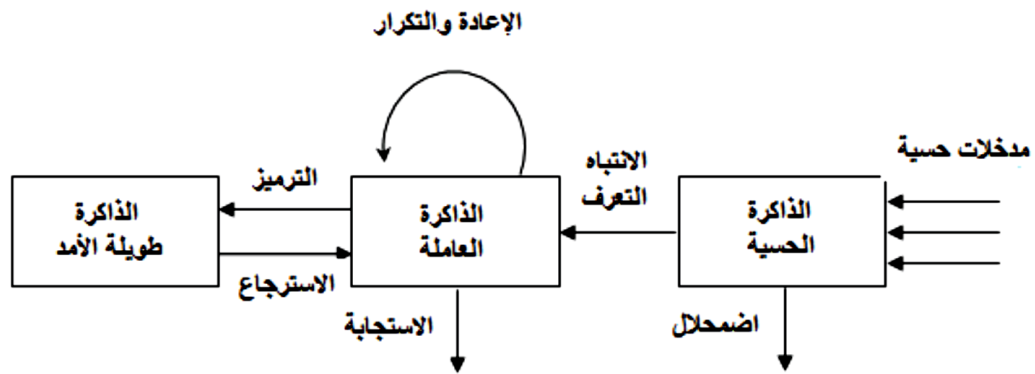 الإعادة والتكرار
مدخلات حسية
الانتباه
التعرف
الترميز
الذاكرة
الحسية
الذاكرة
العاملة
الذاكرة
طويلة الأمد
الاسترجاع
الاستجابة
اضمحلال